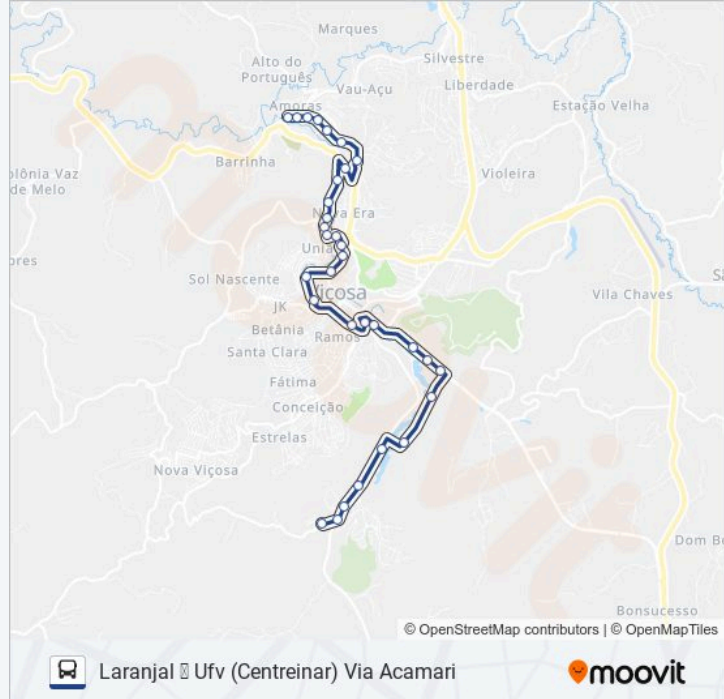 Marques
Alto do
Português
Silvestre
Vau-Açu
Liberdade
Amoras
Estação Velha
Barrinha
olônia Vaz
de Melo
Violeira
Nova Era
ores
União
Sol Nascente
Viçosa
Vila Chaves
JK
Betânia
Ramos
Santa Clara
Fátima
Conceição
Estrelas
Nova Viçosa
Dom Be
Bonsucesso
© OpenStreetMap contributors | © OpenMapTiles
Laranjal  Ufv (Centreinar) Via Acamari
moovit